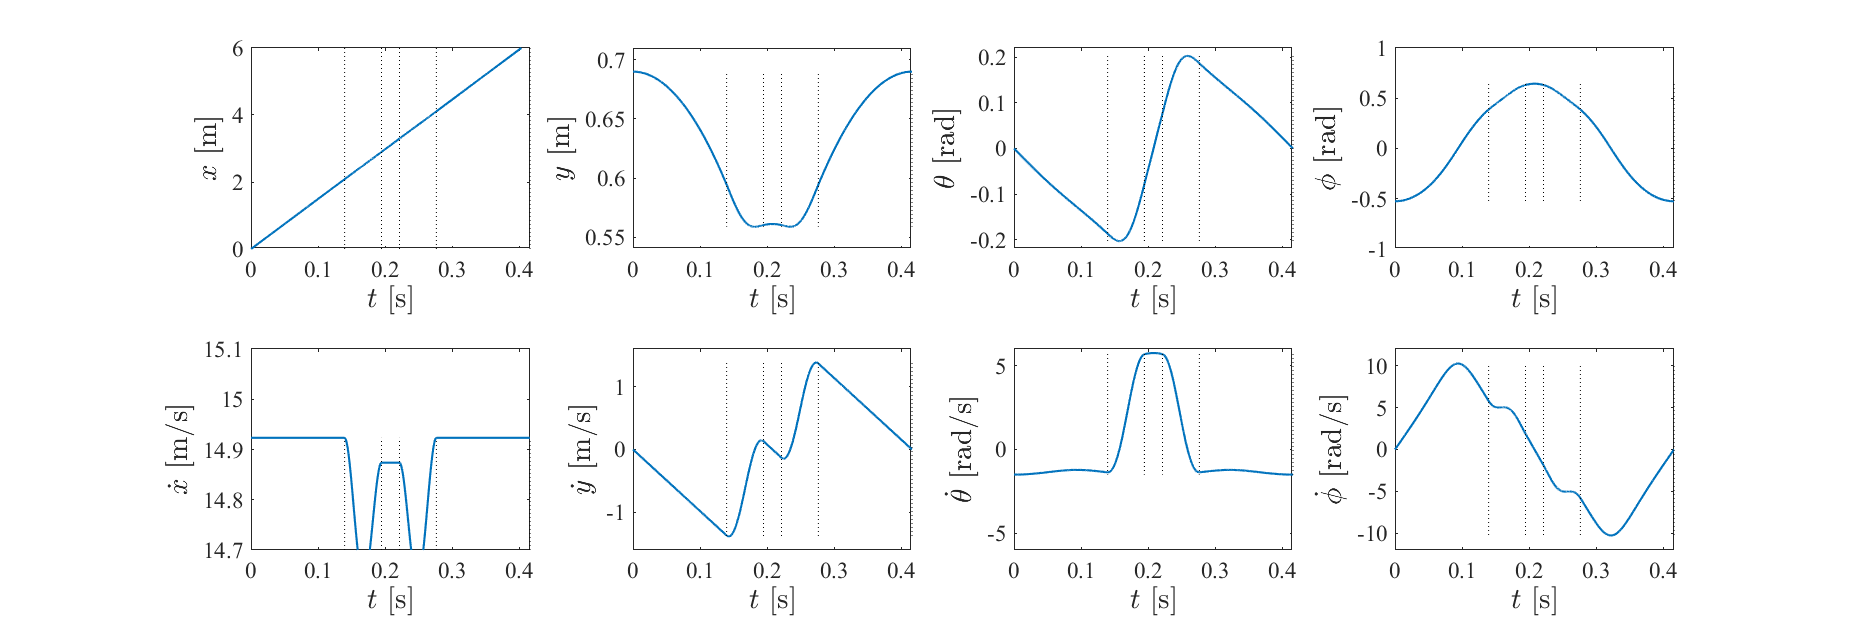 x [m]
6
4
2
0
0 0.1 0.2 0.3 0.4
t [s]
y [m]
0.7
0.65
0.6
0.55
0 0.1 0.2 0.3 0.4
t [s]
θ [rad]
0.2
0.1
0
-0.1
-0.2
0 0.1 0.2 0.3 0.4
t [s]
ϕ [rad]
1
0.5
0
-0.5
-1
0 0.1 0.2 0.3 0.4
t [s]
ẋ [m/s]
15.1
15
14.9
14.8
14.7
0 0.1 0.2 0.3 0.4
t [s]
ẏ [m/s]
1
0
-1
0 0.1 0.2 0.3 0.4
t [s]
θ̇ [rad/s]
5
0
-5
0 0.1 0.2 0.3 0.4
t [s]
ϕ̇ [rad/s]
10
5
0
-5
-10
0 0.1 0.2 0.3 0.4
t [s]